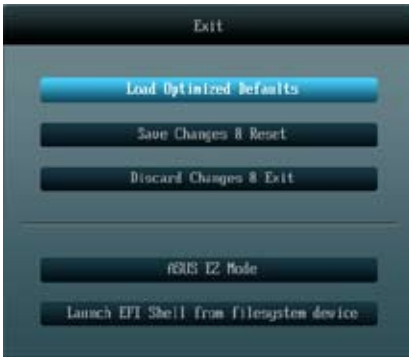 Exit
Load Optimized Defaults
Save Changes & Reset
Discard Changes & Exit
ASUS EZ Mode
Launch EFI Shell from filesystem device